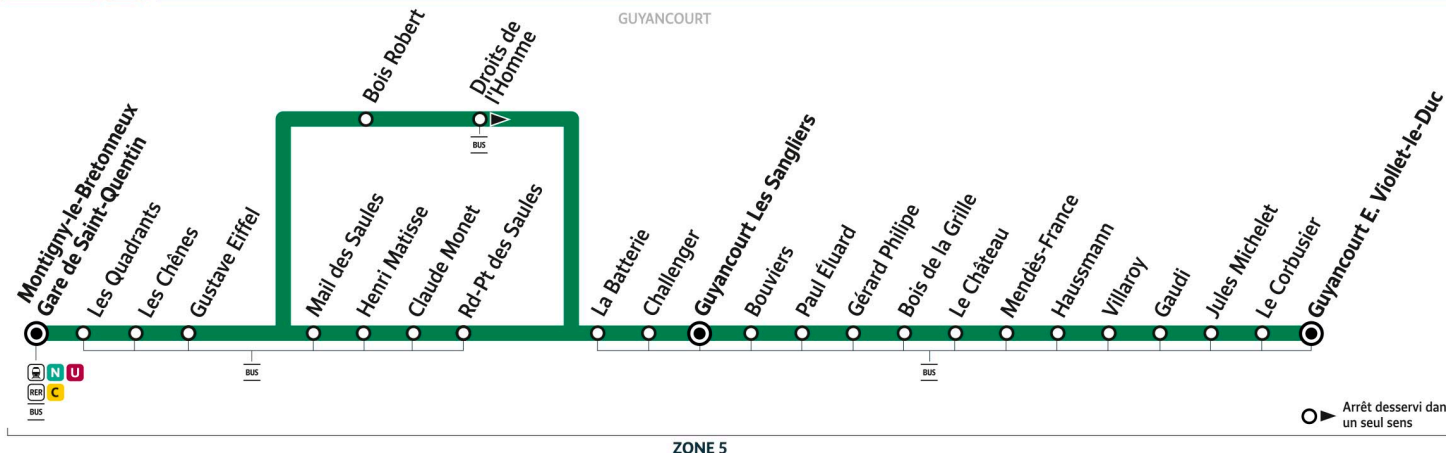 GUYANCOURT
Bois Robert
Droits de
l'Homme
Montigny-le-Bretonneux
Gare de Saint-Quentin
Les Quadrants
Les Chênes
Gustave Eiffel
Mail des Saules
Henri Matisse
Claude Monet
Rd-Pt des Saules
La Batterie
Challenger
Guyancourt Les Sangliers
Bouviers
Paul Eluard
Gérard Philipe
Bois de la Grille
Le Château
Mendès-France
Haussmann
Villaroy
Gaudi
Jules Michelet
Le Corbusier
Guyancourt E. Viollet-le-Duc
BUS
N U
RER C
BUS
BUS
BUS
Arrêt desservi dan
un seul sens
ZONE 5